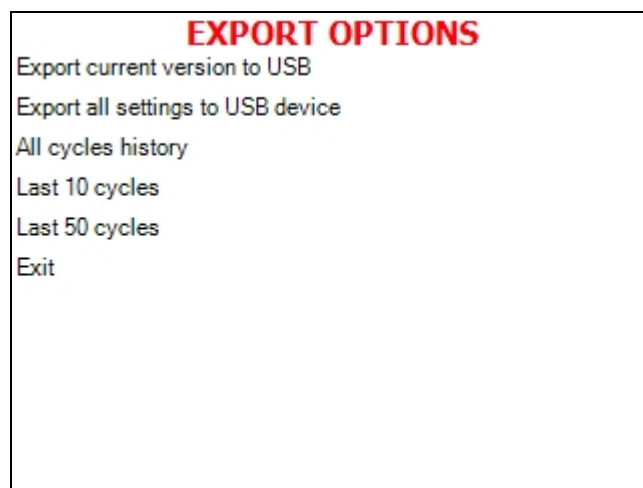 EXPORT OPTIONS
Export current version to USB
Export all settings to USB device
All cycles history
Last 10 cycles
Last 50 cycles
Exit